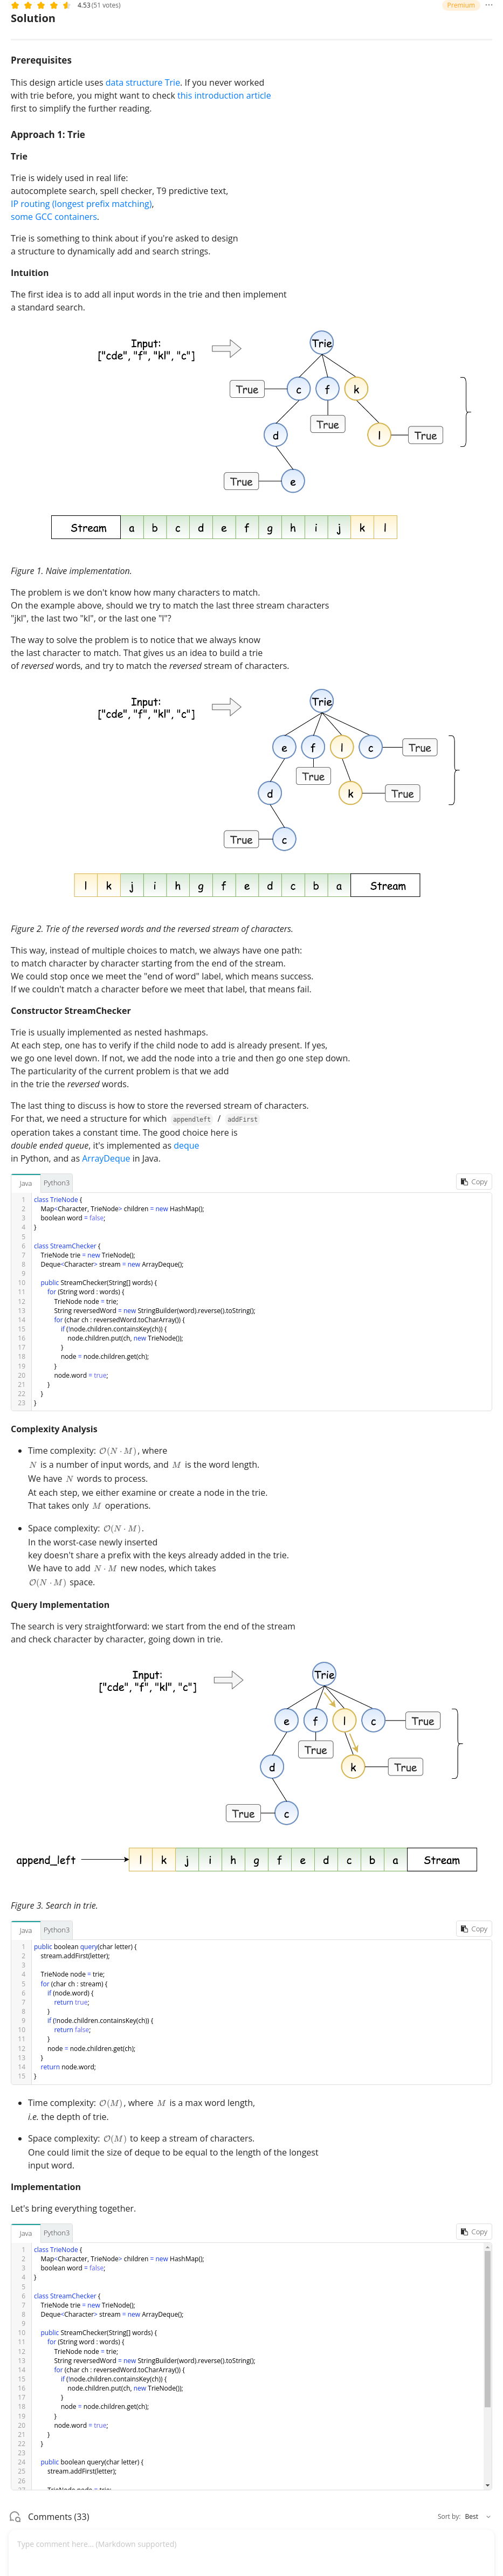 4.53 (51 votes)
Premium
Solution
Prerequisites
This design article uses data structure Trie. If you never worked
with trie before, you might want to check this introduction article
first to simplify the further reading.
Approach 1: Trie
Trie
Trie is widely used in real life:
autocomplete search, spell checker, T9 predictive text,
IP routing (longest prefix matching),
some GCC containers.
Trie is something to think about if you're asked to design
a structure to dynamically add and search strings.
Intuition
The first idea is to add all input words in the trie and then implement
a standard search.
Input:
["cde", "f", "kl", "c"]
Trie
True c f k
True
d l True
True e
Stream a b c d e f g h i j k l
Figure 1. Naive implementation.
The problem is we don't know how many characters to match.
On the example above, should we try to match the last three stream characters
"jkl", the last two "kl", or the last one "l"?
The way to solve the problem is to notice that we always know
the last character to match. That gives us an idea to build a trie
of reversed words, and try to match the reversed stream of characters.
Input:
["cde", "f", "kl", "c"]
Trie
e f l c True
True
d k True
True c
l k j i h g f e d c b a Stream
Figure 2. Trie of the reversed words and the reversed stream of characters.
This way, instead of multiple choices to match, we always have one path:
to match character by character starting from the end of the stream.
We could stop once we meet the "end of word" label, which means success.
If we couldn't match a character before we meet that label, that means fail.
Constructor StreamChecker
Trie is usually implemented as nested hashmaps.
At each step, one has to verify if the child node to add is already present. If yes,
we go one level down. If not, we add the node into a trie and then go one step down.
The particularity of the current problem is that we add
in the trie the reversed words.
The last thing to discuss is how to store the reversed stream of characters.
For that, we need a structure for which appendleft / addFirst
operation takes a constant time. The good choice here is
double ended queue, it's implemented as deque
in Python, and as ArrayDeque in Java.
Java Python3 Copy
1 class TrieNode {
2 Map<Character, TrieNode> children = new HashMap();
3 boolean word = false;
4 }
5
6 class StreamChecker {
7 TrieNode trie = new TrieNode();
8 Deque<Character> stream = new ArrayDeque();
9
10 public StreamChecker(String[] words) {
11 for (String word : words) {
12 TrieNode node = trie;
13 String reversedWord = new StringBuilder(word).reverse().toString();
14 for (char ch : reversedWord.toCharArray()) {
15 if (!node.children.containsKey(ch)) {
16 node.children.put(ch, new TrieNode());
17 }
18 node = node.children.get(ch);
19 }
20 node.word = true;
21 }
22 }
23 }
Complexity Analysis
• Time complexity: O(N · M), where
N is a number of input words, and M is the word length.
We have N words to process.
At each step, we either examine or create a node in the trie.
That takes only M operations.
• Space complexity: O(N · M).
In the worst-case newly inserted
key doesn't share a prefix with the keys already added in the trie.
We have to add N · M new nodes, which takes
O(N · M) space.
Query Implementation
The search is very straightforward: we start from the end of the stream
and check character by character, going down in trie.
Input:
["cde", "f", "kl", "c"]
Trie
e f l c True
True
d k True
True c
append_left l k j i h g f e d c b a Stream
Figure 3. Search in trie.
Java Python3 Copy
1 public boolean query(char letter) {
2 stream.addFirst(letter);
3
4 TrieNode node = trie;
5 for (char ch : stream) {
6 if (node.word) {
7 return true;
8 }
9 if (!node.children.containsKey(ch)) {
10 return false;
11 }
12 node = node.children.get(ch);
13 }
14 return node.word;
15 }
• Time complexity: O(M), where M is a max word length,
i.e. the depth of trie.
• Space complexity: O(M) to keep a stream of characters.
One could limit the size of deque to be equal to the length of the longest
input word.
Implementation
Let's bring everything together.
Java Python3 Copy
1 class TrieNode {
2 Map<Character, TrieNode> children = new HashMap();
3 boolean word = false;
4 }
5
6 class StreamChecker {
7 TrieNode trie = new TrieNode();
8 Deque<Character> stream = new ArrayDeque();
9
10 public StreamChecker(String[] words) {
11 for (String word : words) {
12 TrieNode node = trie;
13 String reversedWord = new StringBuilder(word).reverse().toString();
14 for (char ch : reversedWord.toCharArray()) {
15 if (!node.children.containsKey(ch)) {
16 node.children.put(ch, new TrieNode());
17 }
18 node = node.children.get(ch);
19 }
20 node.word = true;
21 }
22 }
23
24 public boolean query(char letter) {
25 stream.addFirst(letter);
26
Comments (33)
Sort by: Best
Type comment here... (Markdown supported)